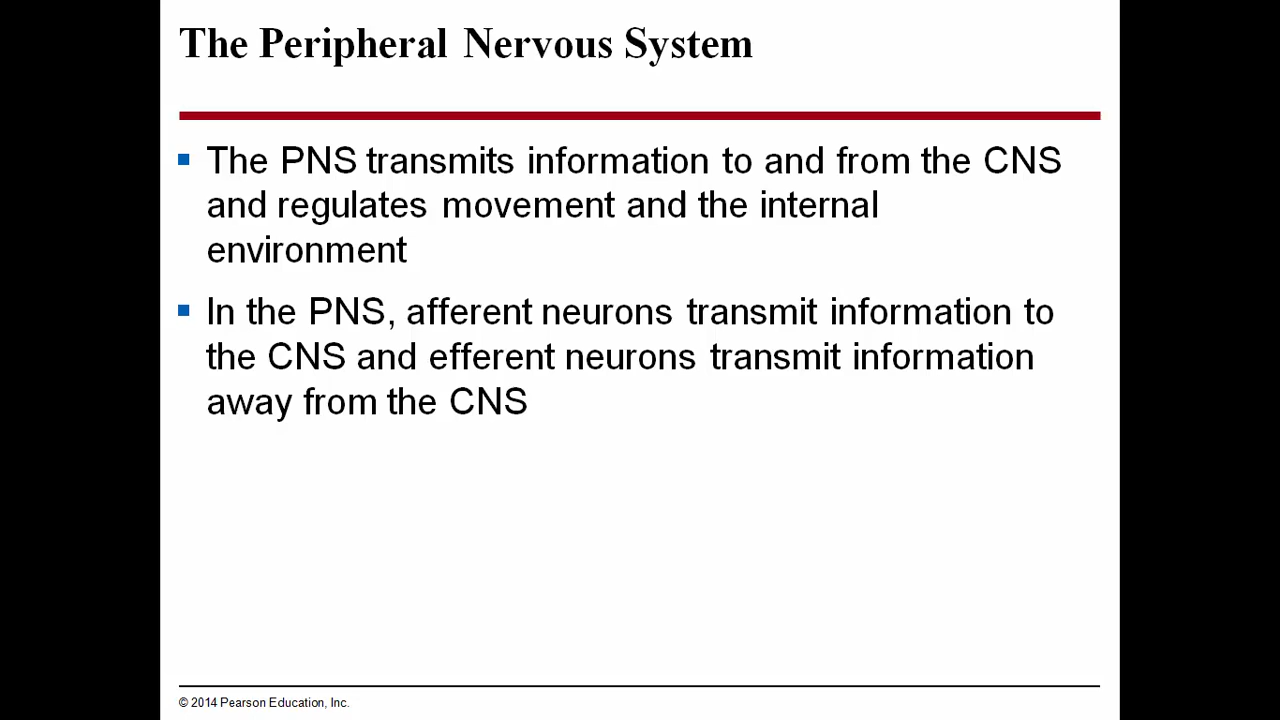 The Peripheral Nervous System
The PNS transmits information to and from the CNS
and regulates movement and the internal
environment
In the PNS, afferent neurons transmit information to
the CNS and efferent neurons transmit information
away from the CNS
© 2014 Pearson Education, Inc.